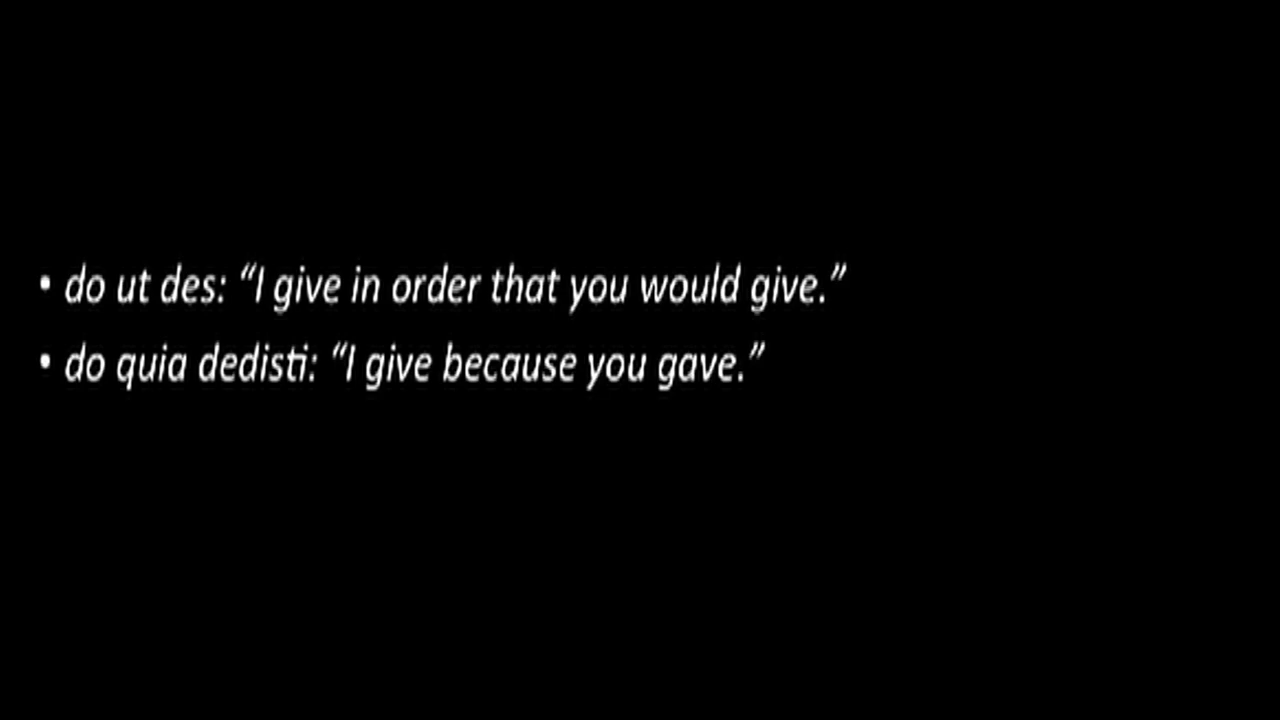 • do ut des: “I give in order that you would give.”
• do quia dedisti: “I give because you gave.”